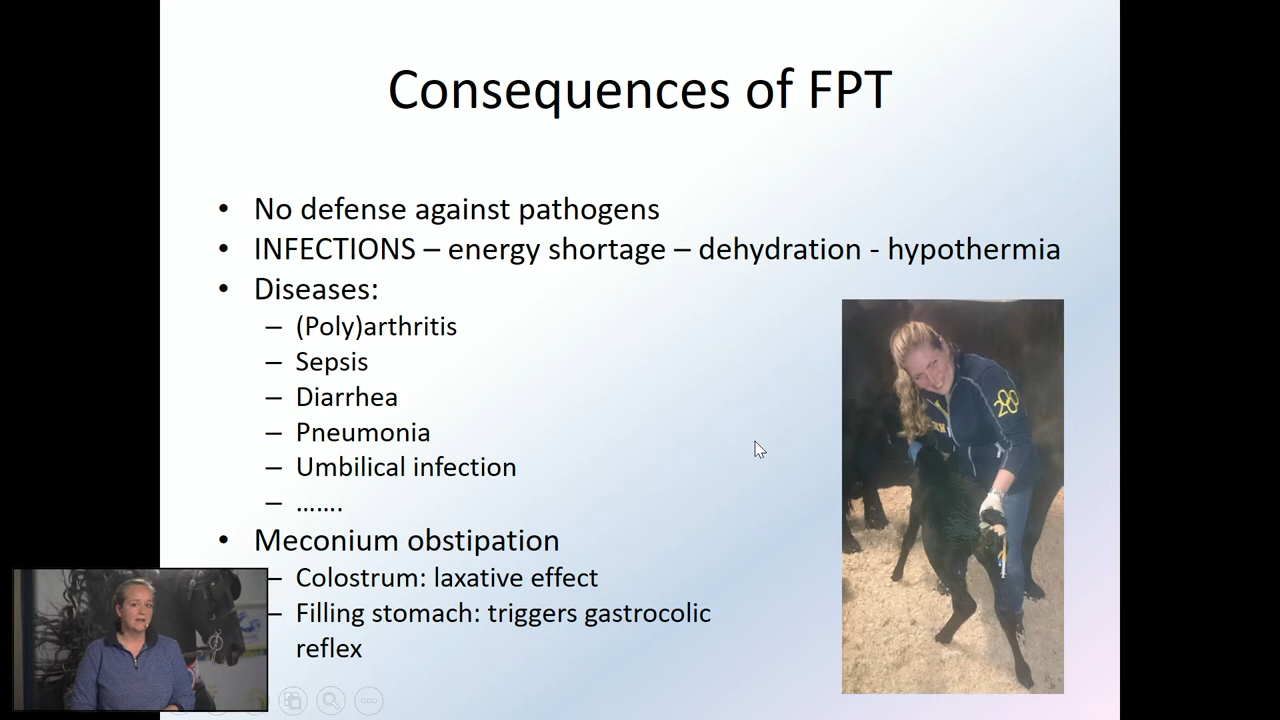 Consequences of FPT
• No defense against pathogens
• INFECTIONS – energy shortage – dehydration - hypothermia
• Diseases:
– (Poly)arthritis
– Sepsis
– Diarrhea
– Pneumonia
– Umbilical infection
– …….
• Meconium obstipation
– Colostrum: laxative effect
– Filling stomach: triggers gastrocolic
reflex